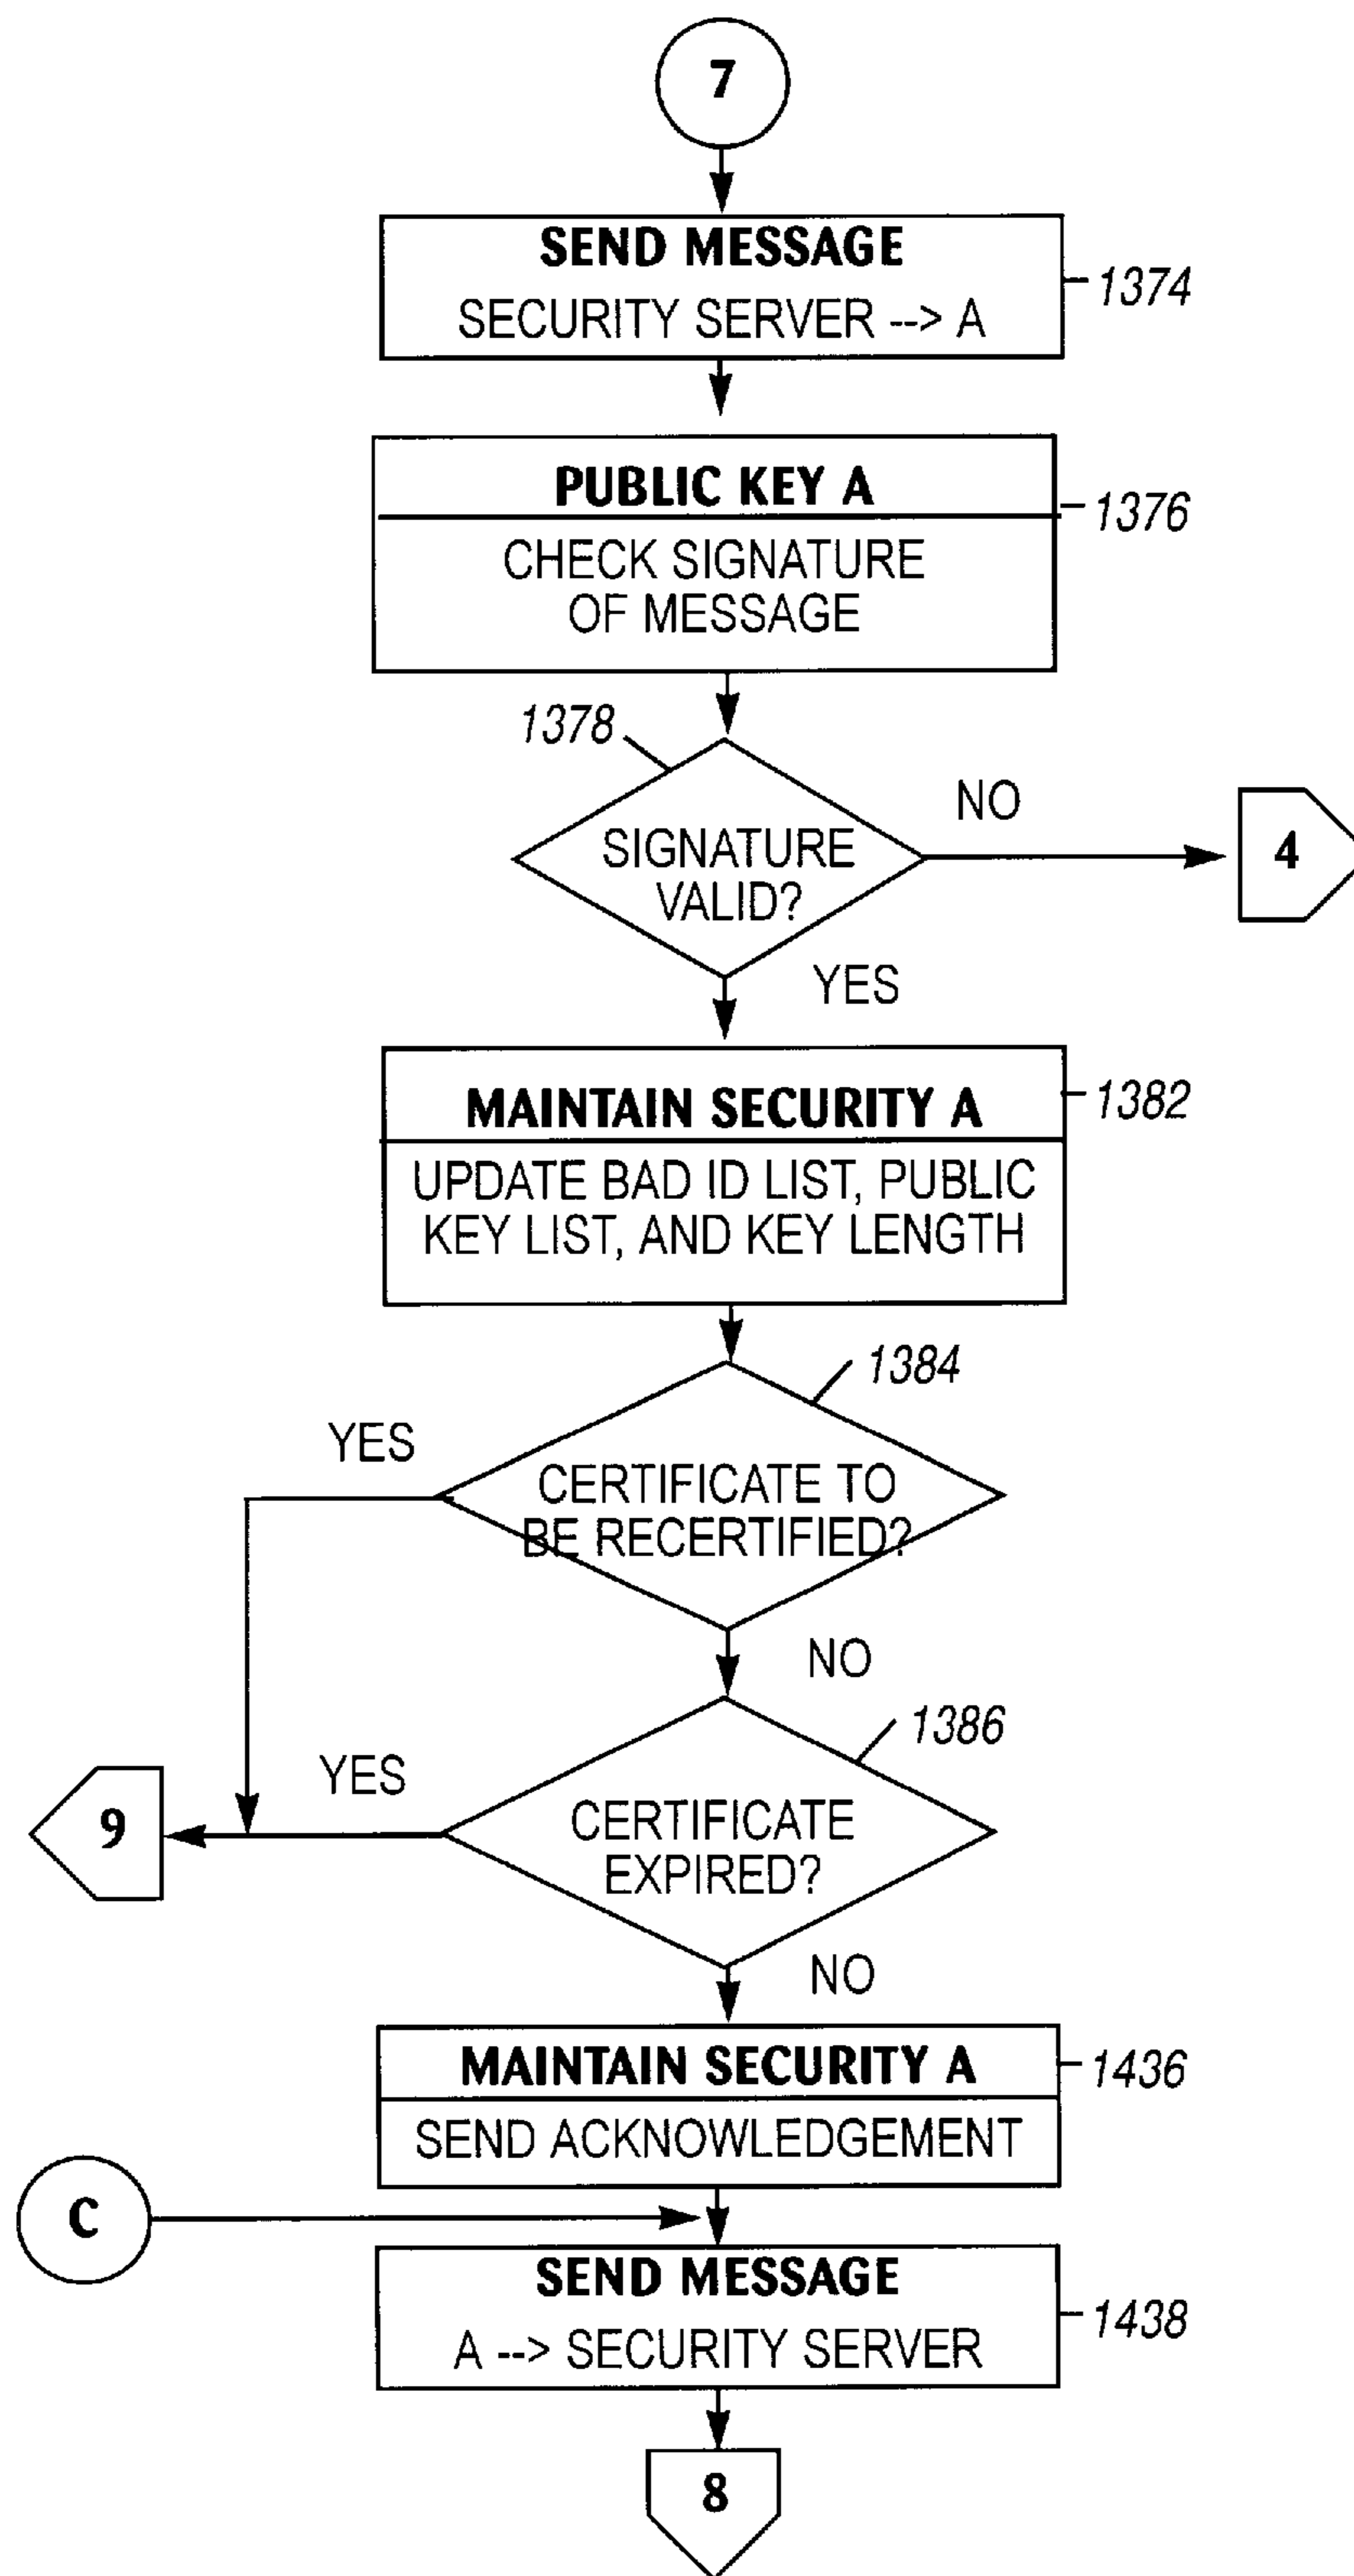 7
SEND MESSAGE
SECURITY SERVER --> A
1374
PUBLIC KEY A
1376
CHECK SIGNATURE
OF MESSAGE
1378
SIGNATURE
VALID?
NO
4
YES
MAINTAIN SECURITY A
1382
UPDATE BAD ID LIST, PUBLIC
KEY LIST, AND KEY LENGTH
1384
YES
CERTIFICATE TO
BE RECERTIFIED?
NO
1386
YES
9
CERTIFICATE
EXPIRED?
NO
MAINTAIN SECURITY A
1436
SEND ACKNOWLEDGEMENT
C
SEND MESSAGE
1438
A --> SECURITY SERVER
8